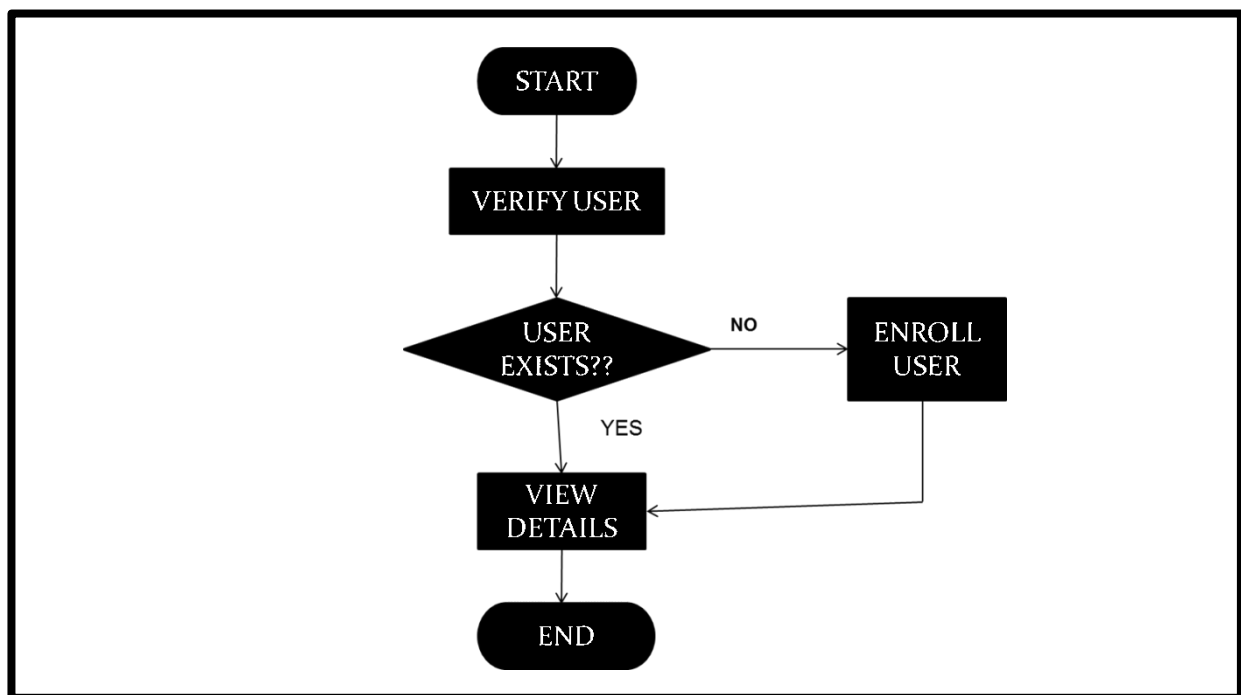 START
VERIFY USER
USER
EXISTS??
NO
ENROLL
USER
YES
VIEW
DETAILS
END